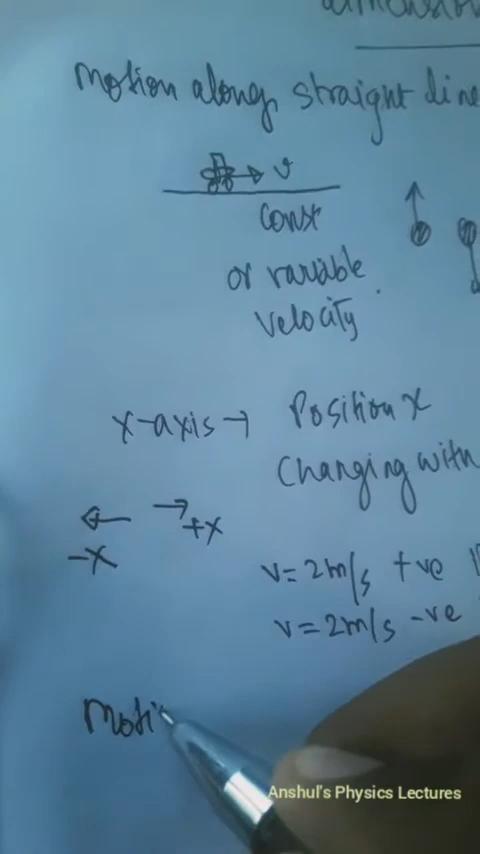 Motion along straight line
v
Const
or variable
velocity.
x-axis → Position x
Changing with
← →
-x +x
v=2m/s +ve
v=2m/s -ve
Moti
Anshul's Physics Lectures